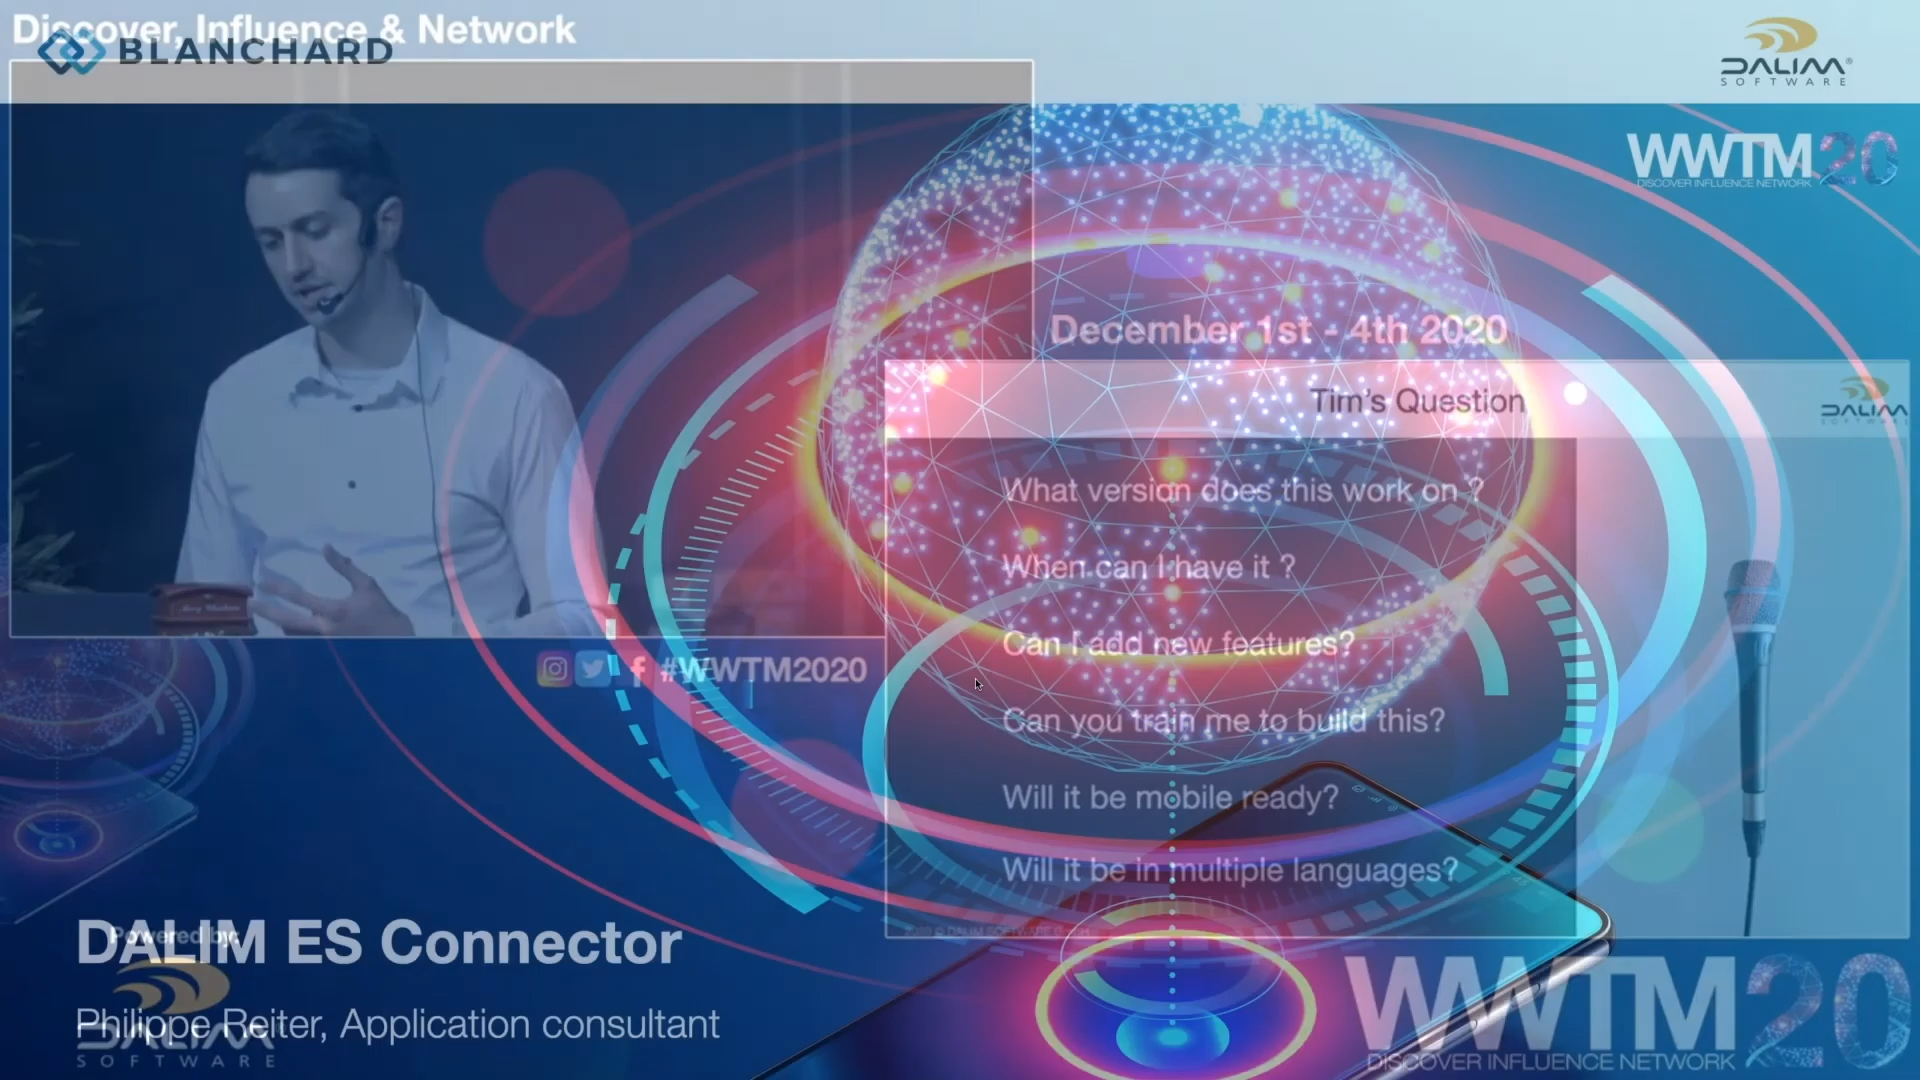 Discover, Influence & Network
BLANCHARD
DALIM®
SOFTWARE
WWTM20
DISCOVER INFLUENCE NETWORK
December 1st - 4th 2020
Tim's Question
DALIM
SOFTWARE
What version does this work on ?
When can I have it ?
Can I add new features?
Can you train me to build this?
Will it be mobile ready?
Will it be in multiple languages?
#WWTM2020
Powered by:
DALIM ES Connector
Philippe Reiter, Application consultant
SOFTWARE
WWTM20
DISCOVER INFLUENCE NETWORK